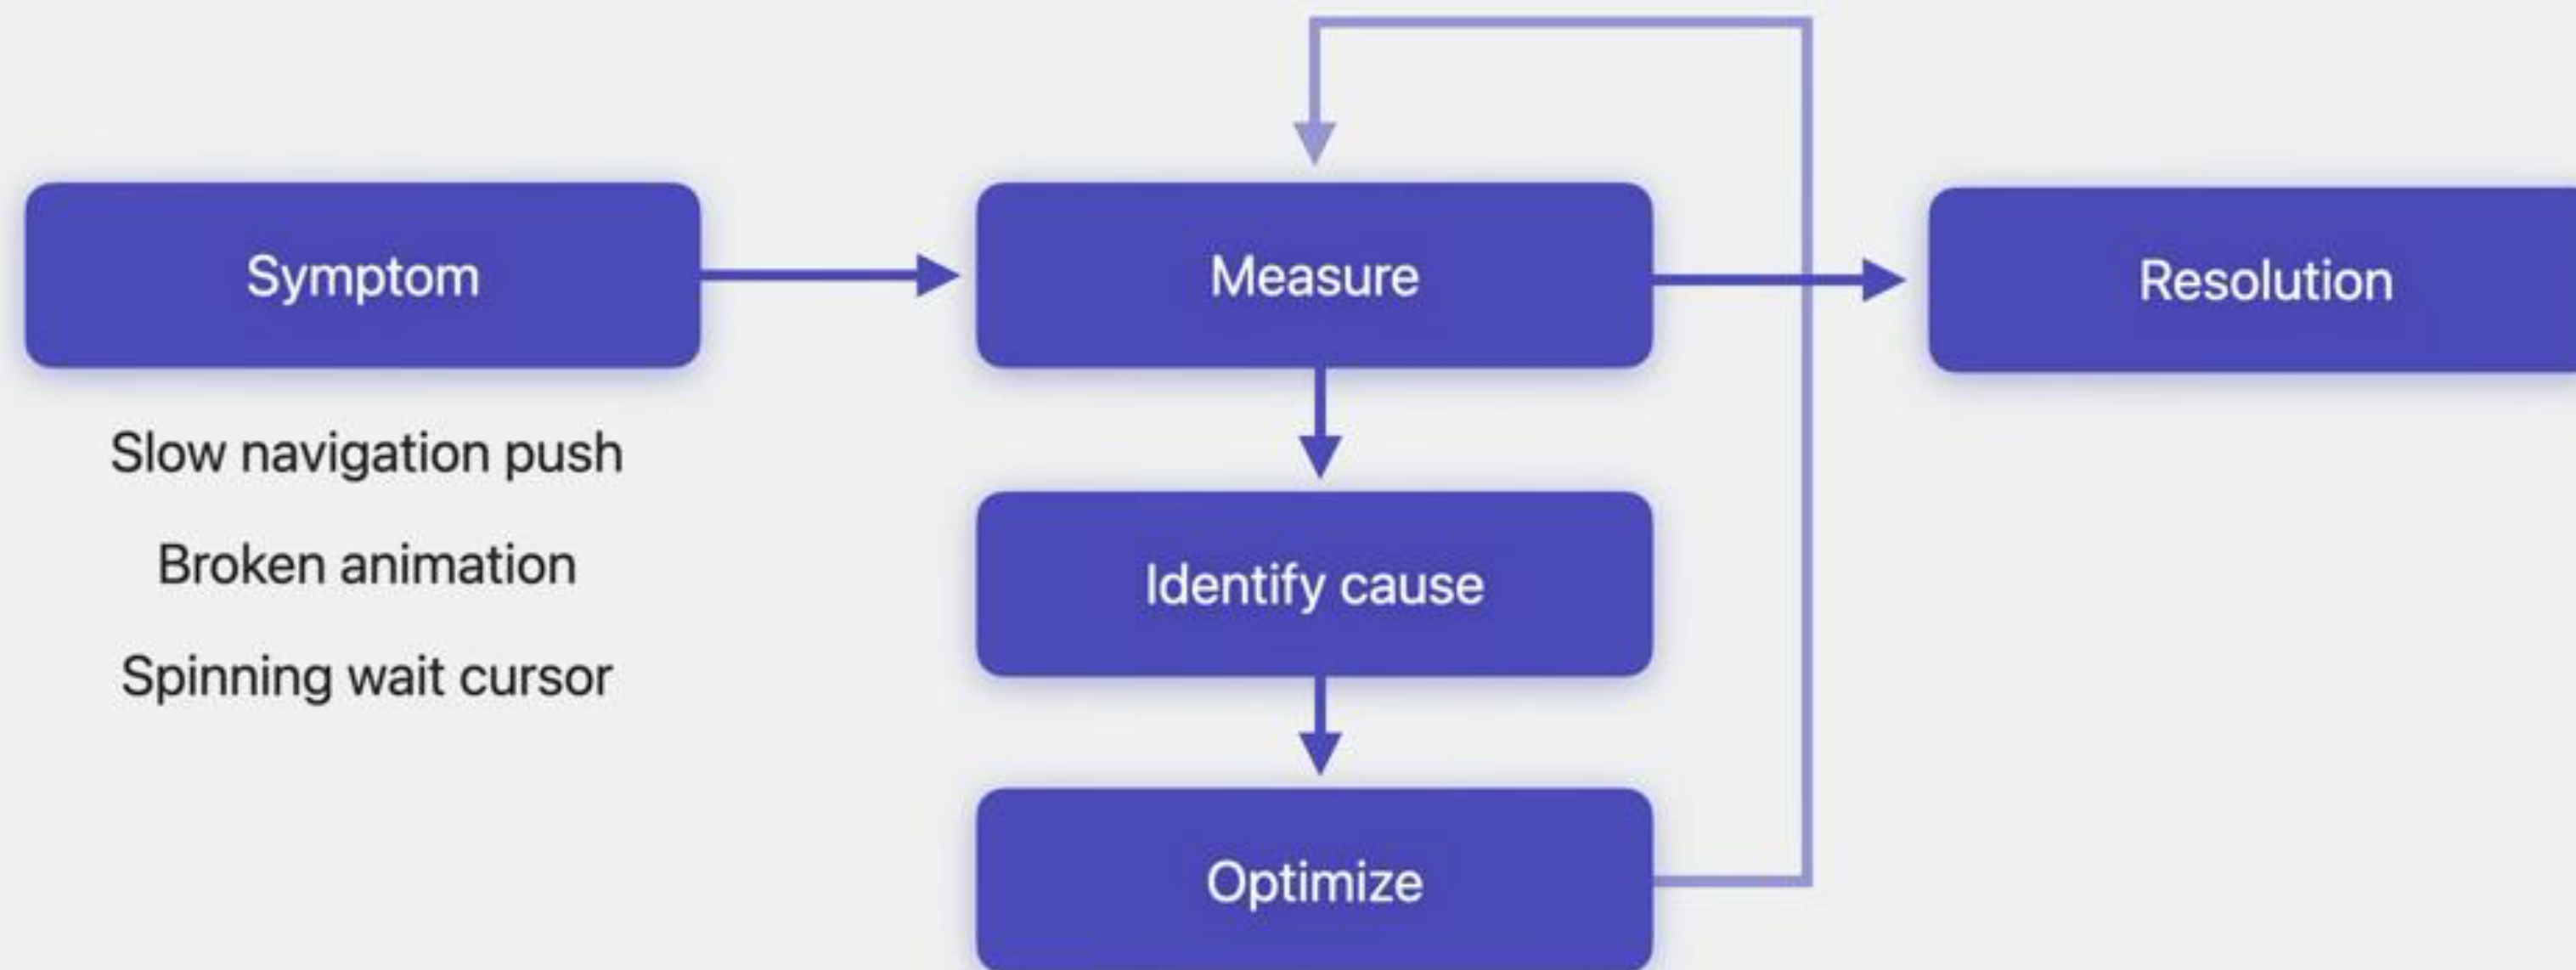 Symptom
Measure
Resolution
Slow navigation push
Broken animation
Spinning wait cursor
Identify cause
Optimize